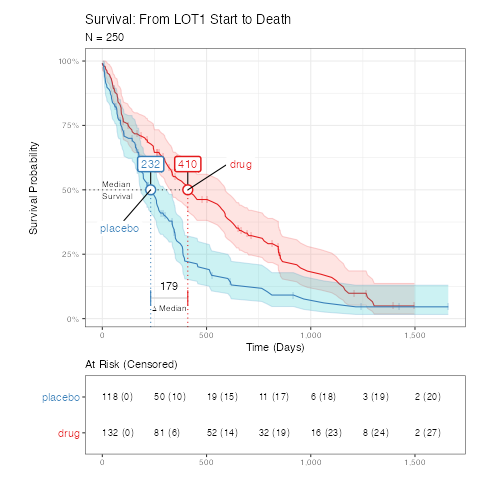 Survival: From LOT1 Start to Death
N = 250
Survival Probability
100%
75%
50%
25%
0%
232
410
drug
Median
Survival
placebo
179
Δ Median
0
500
1,000
1,500
Time (Days)
At Risk (Censored)
placebo 118 (0) 50 (10) 19 (15) 11 (17) 6 (18) 3 (19) 2 (20)
drug 132 (0) 81 (6) 52 (14) 32 (19) 16 (23) 8 (24) 2 (27)
0 500 1,000 1,500